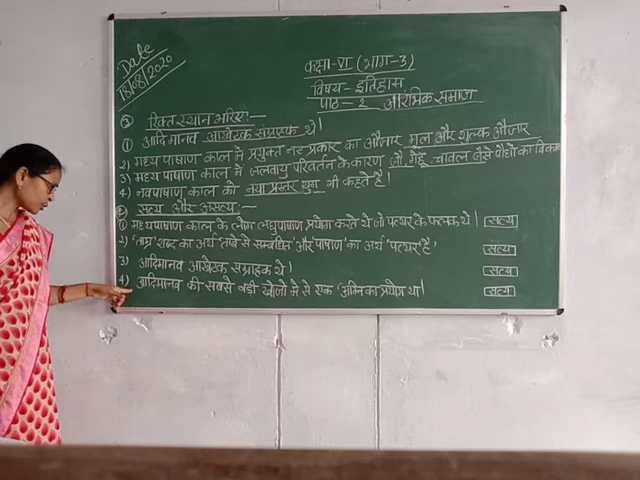 Date
18/08/2020
कक्षा-VI (भाग-3)
विषय-इतिहास
पाठ-2 आरंभिक समाज
रिक्त स्थान भरिए:—
① आदिमानव आखेटक संग्राहक थे।
2) मध्य पाषाण काल में प्रयुक्त नए प्रकार का औजार मूल और शुल्क औजार
3) मध्य पाषाण काल में जलवायु परिवर्तन के कारण जौ, गेहूँ, चावल जैसे पौधों का विकास
4) नवपाषाण काल को नया प्रस्तर युग भी कहते हैं।
सत्य और असत्य:—
① मध्यपाषाण काल के लोग लघुपाषाण प्रयोग करते थे जो पत्थर के फलक थे। सत्य
2) 'ताम्र' शब्द का अर्थ तांबे से सम्बंधित और 'पाषाण' का अर्थ 'पत्थर' है' सत्य
3) आदिमानव आखेटक संग्राहक थे। सत्य
4) आदिमानव की सबसे बड़ी खोजों में से एक 'अग्नि का प्रयोग था। सत्य